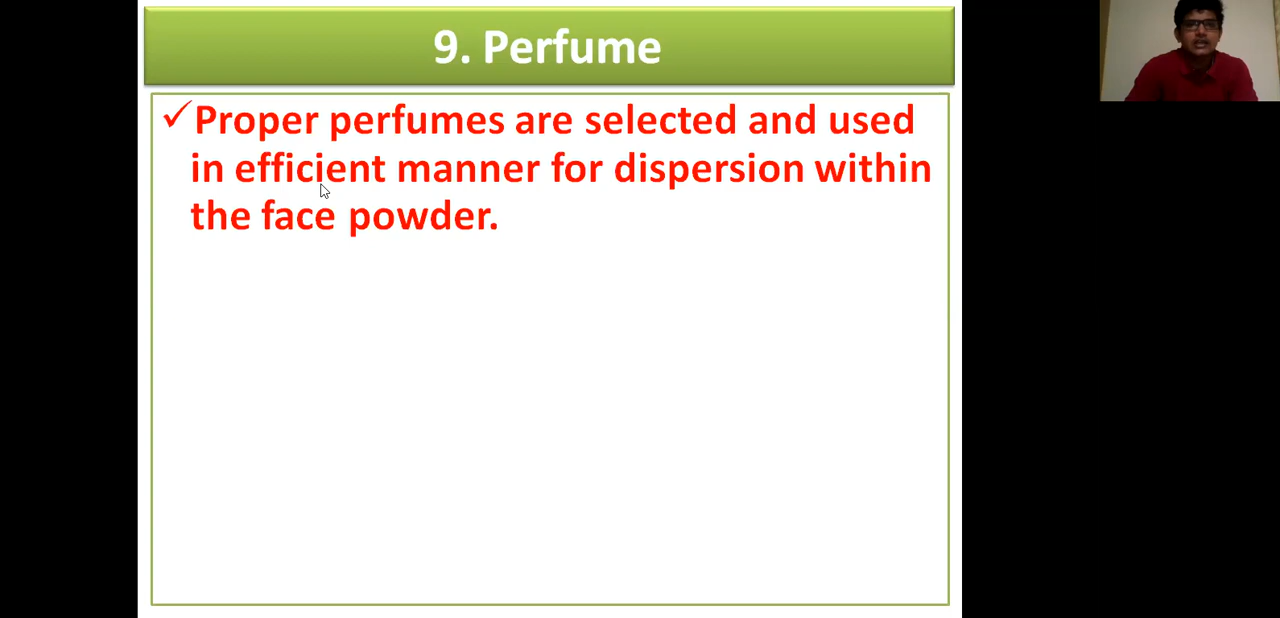 9. Perfume
✓Proper perfumes are selected and used
in efficient manner for dispersion within
the face powder.